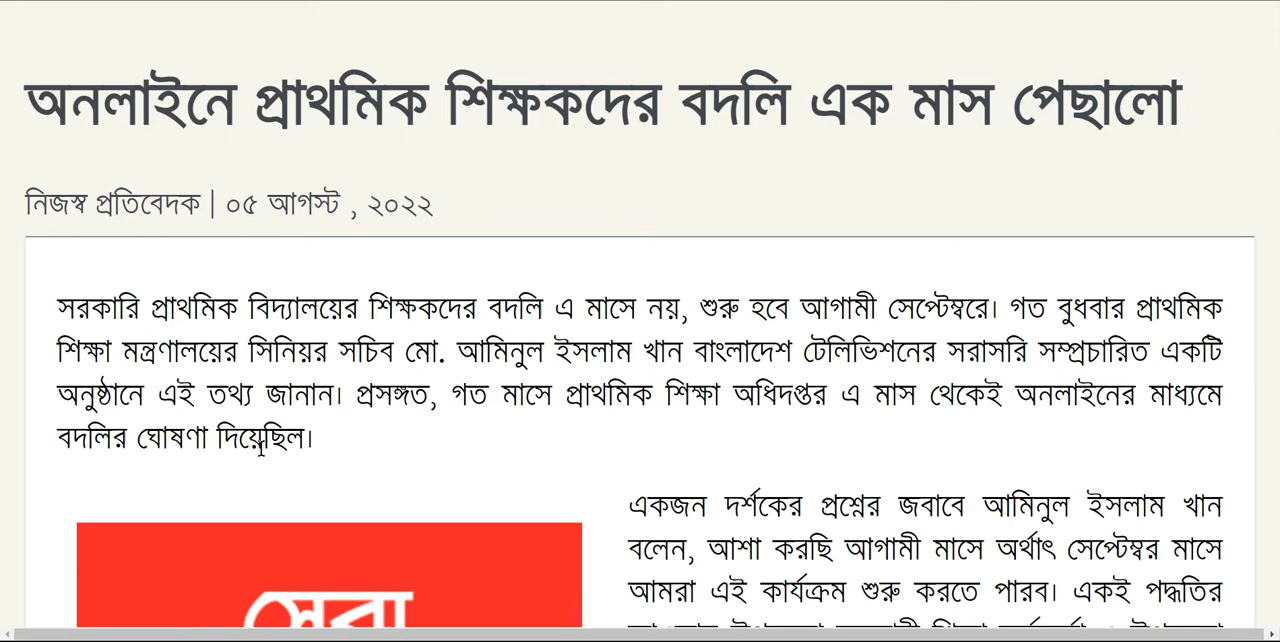 অনলাইনে প্রাথমিক শিক্ষকদের বদলি এক মাস পেছালো
নিজস্ব প্রতিবেদক | ০৫ আগস্ট , ২০২২
সরকারি প্রাথমিক বিদ্যালয়ের শিক্ষকদের বদলি এ মাসে নয়, শুরু হবে আগামী সেপ্টেম্বরে। গত বুধবার প্রাথমিক
শিক্ষা মন্ত্রণালয়ের সিনিয়র সচিব মো. আমিনুল ইসলাম খান বাংলাদেশ টেলিভিশনের সরাসরি সম্প্রচারিত একটি
অনুষ্ঠানে এই তথ্য জানান। প্রসঙ্গত, গত মাসে প্রাথমিক শিক্ষা অধিদপ্তর এ মাস থেকেই অনলাইনের মাধ্যমে
বদলির ঘোষণা দিয়েছিল।
একজন দর্শকের প্রশ্নের জবাবে আমিনুল ইসলাম খান
বলেন, আশা করছি আগামী মাসে অর্থাৎ সেপ্টেম্বর মাসে
আমরা এই কার্যক্রম শুরু করতে পারব। একই পদ্ধতির
সেরা